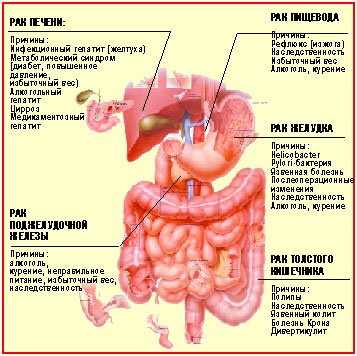 РАК ПЕЧЕНИ:
Причины:
Инфекционный гепатит (желтуха)
Метаболический синдром
(диабет, повышенное
давление,
избыточный вес)
Алкогольный
гепатит
Цирроз
Медикаментозный
гепатит
РАК ПИЩЕВОДА
Причины:
Рефлюкс (изжога)
Наследственность
Избыточный вес
Алкоголь, курение
РАК ЖЕЛУДКА
Причины:
Helicobacter
Pylori-бактерия
Язвенная болезнь
Послеоперационные
изменения
Наследственность
Алкоголь, курение
РАК
ПОДЖЕЛУДОЧНОЙ
ЖЕЛЕЗЫ
Причины:
алкоголь,
курение, неправильное
питание, избыточный вес,
наследственность
РАК ТОЛСТОГО
КИШЕЧНИКА
Причины:
Полипы
Наследственность
Язвенный колит
Болезнь Крона
Дивертикулит